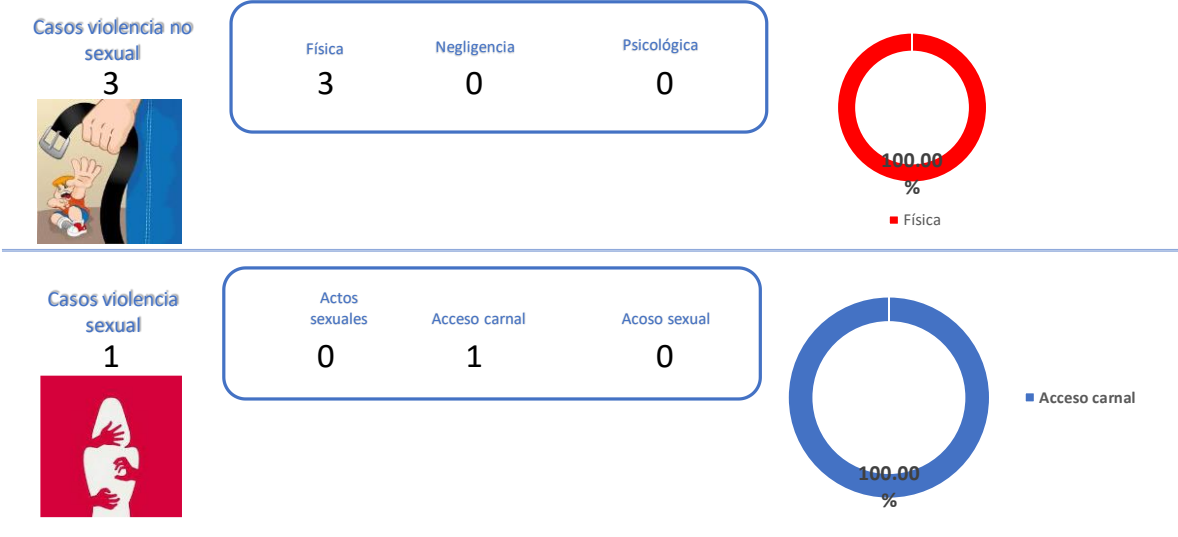 Casos violencia no
sexual
3
Física
3
Negligencia
0
Psicológica
0
100.00
%
Física
Casos violencia
sexual
1
Actos
sexuales
0
Acceso carnal
1
Acoso sexual
0
100.00
%
Acceso carnal